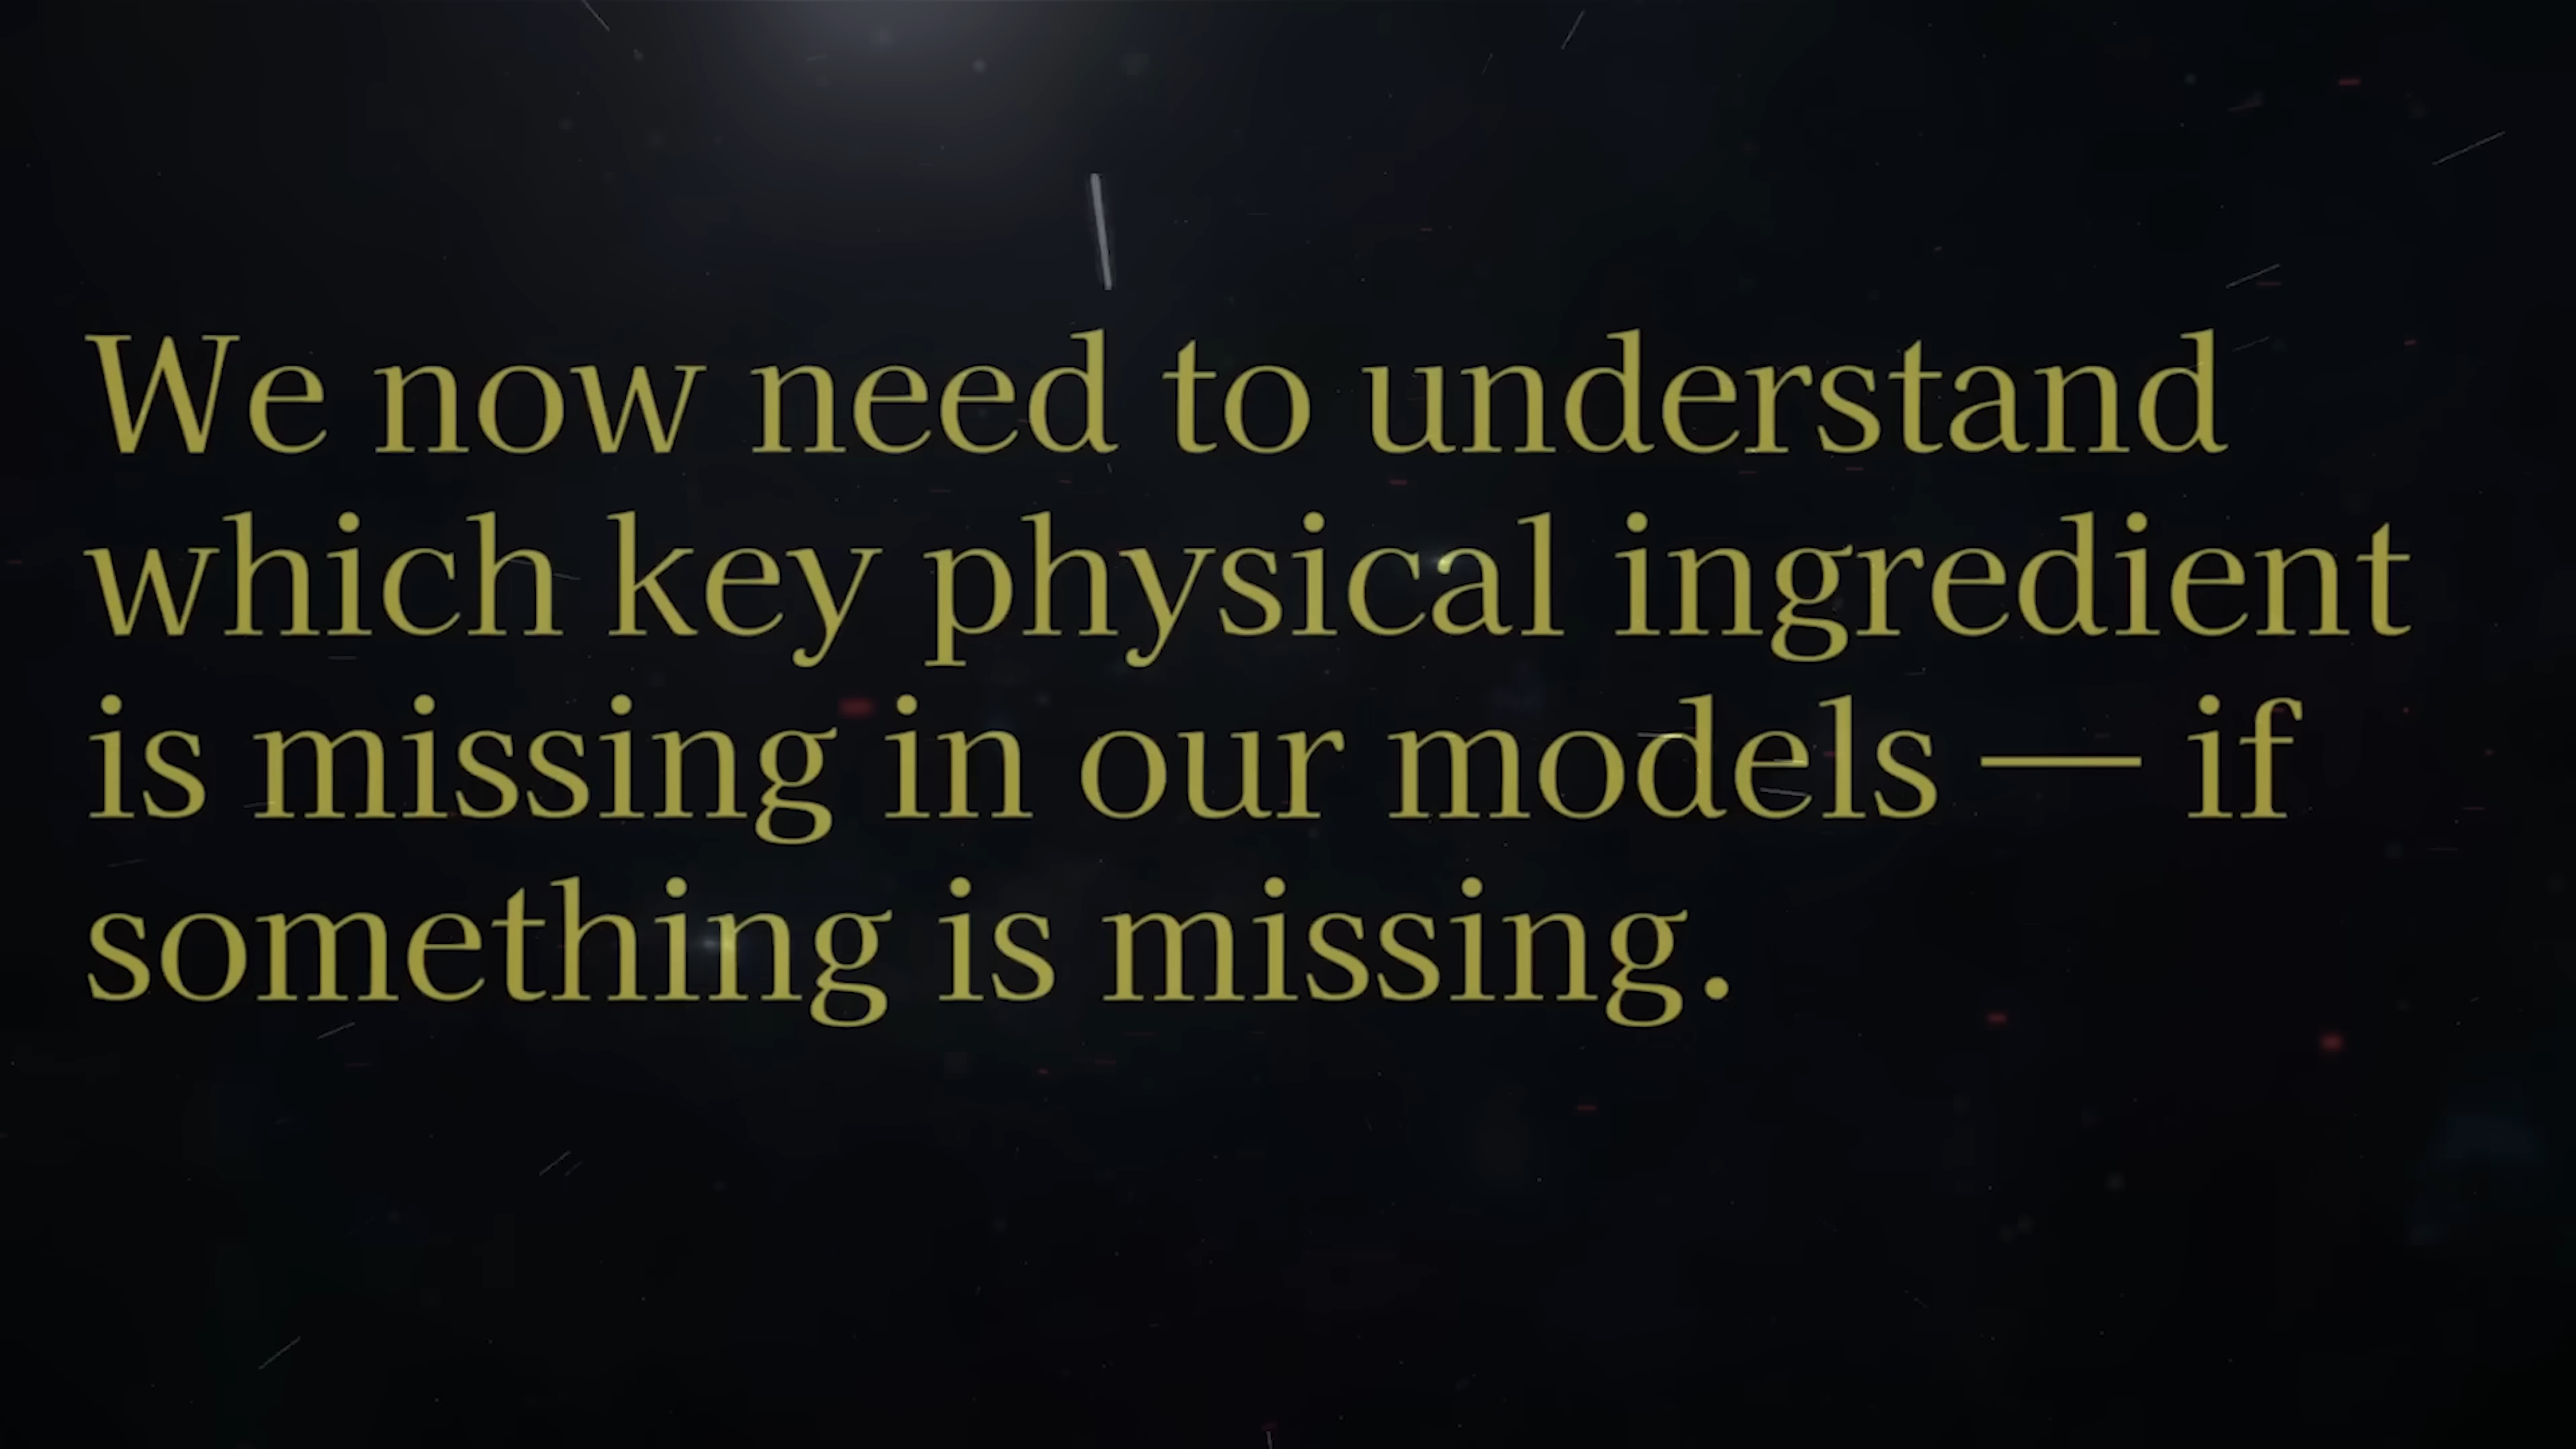 We now need to understand
which key physical ingredient
is missing in our models — if
something is missing.